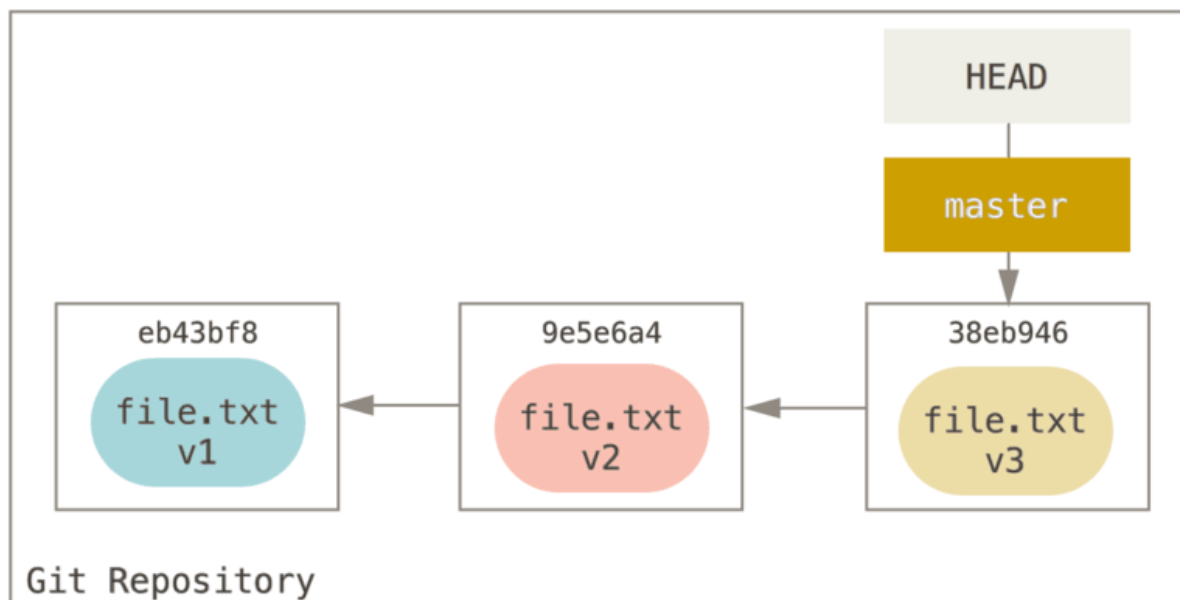 HEAD
master
eb43bf8
file.txt
v1
9e5e6a4
file.txt
v2
38eb946
file.txt
v3
Git Repository